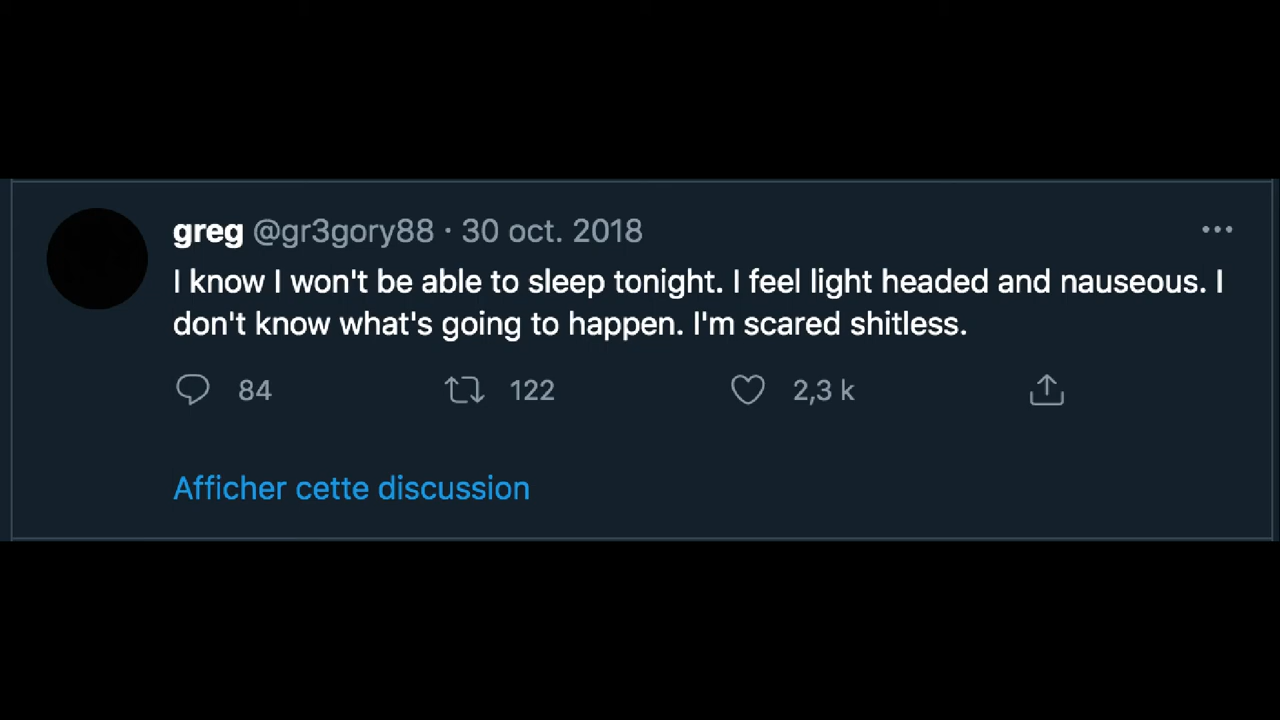 greg @gr3gory88 · 30 oct. 2018
I know I won't be able to sleep tonight. I feel light headed and nauseous. I
don't know what's going to happen. I'm scared shitless.
84 122 2,3 k
Afficher cette discussion